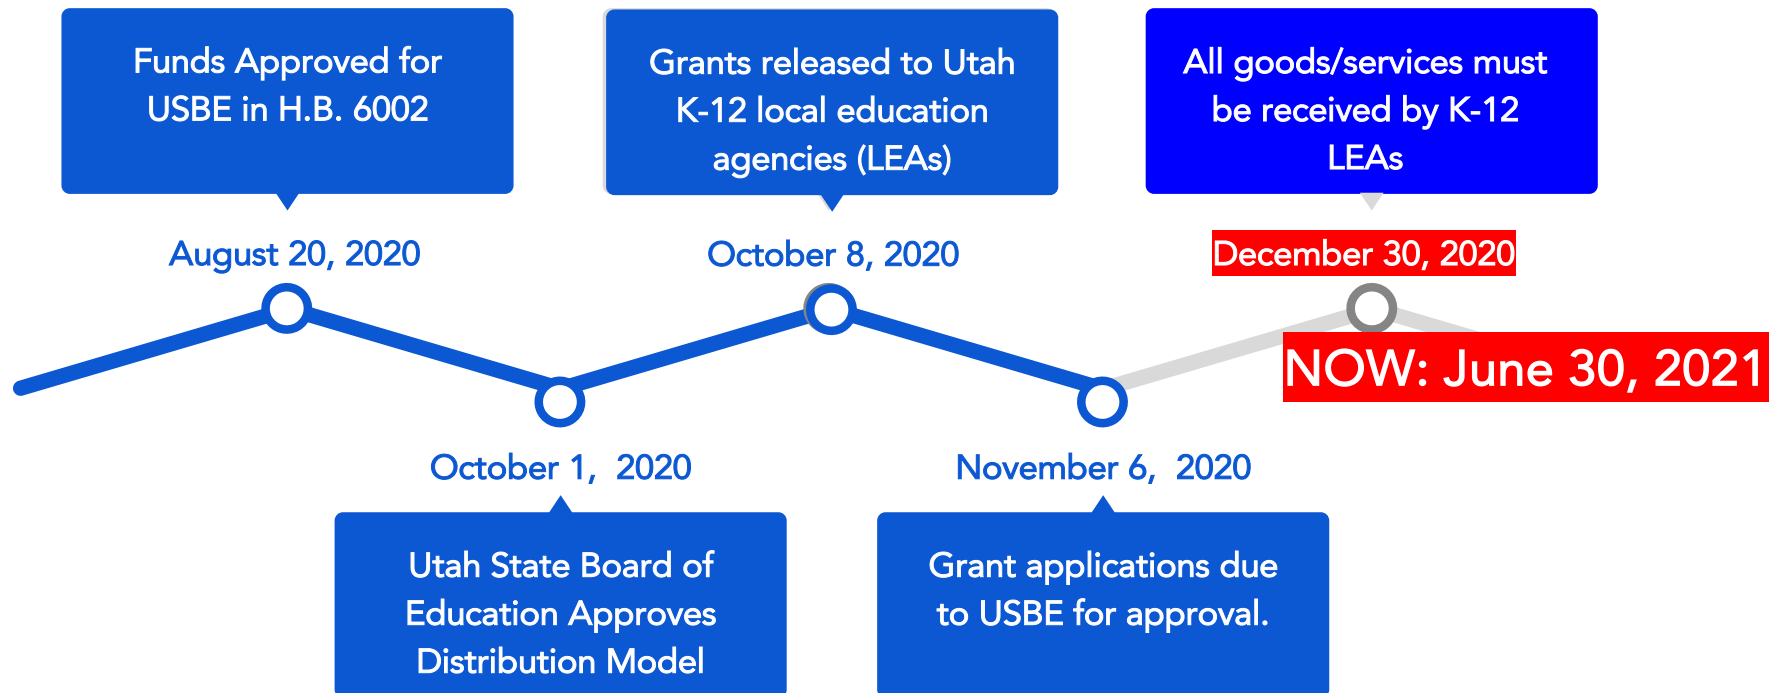 Funds Approved for
USBE in H.B. 6002
August 20, 2020
October 1, 2020
Utah State Board of
Education Approves
Distribution Model
Grants released to Utah
K-12 local education
agencies (LEAs)
October 8, 2020
November 6, 2020
Grant applications due
to USBE for approval.
All goods/services must
be received by K-12
LEAs
December 30, 2020
NOW: June 30, 2021